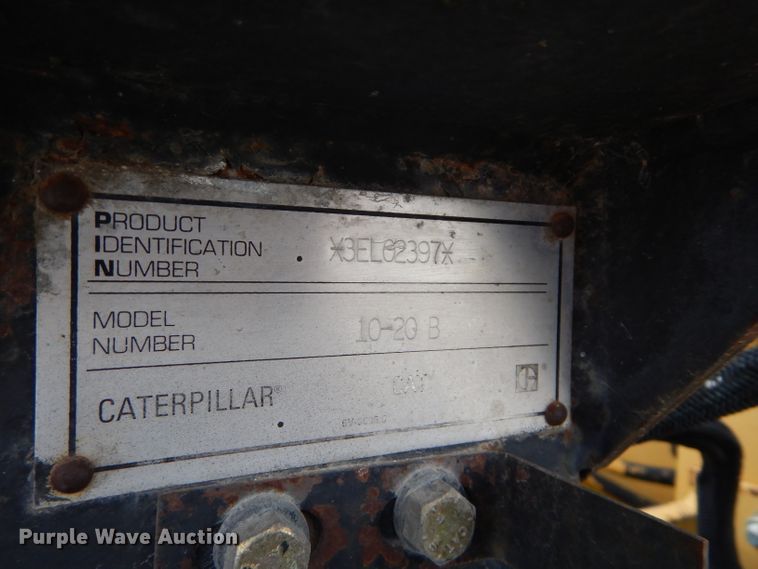 PRODUCT
IDENTIFICATION
NUMBER
*3EL02397*
MODEL
NUMBER
10-20 B
CATERPILLAR®
CAT
®
Purple Wave Auction®